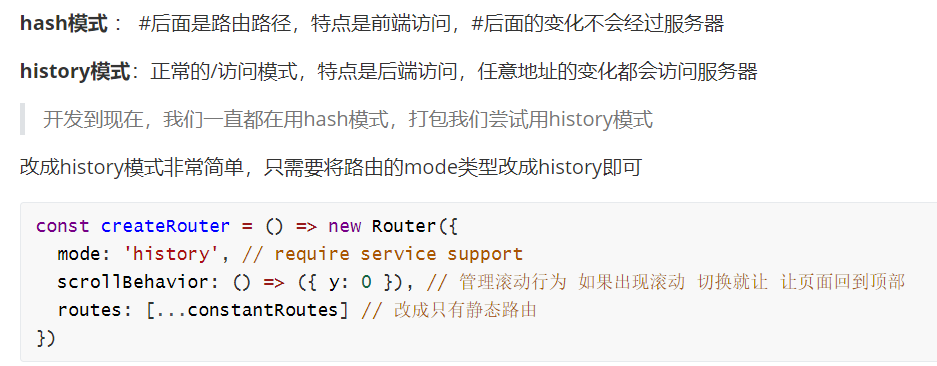 hash模式 ： #后面是路由路径，特点是前端访问，#后面的变化不会经过服务器
history模式：正常的/访问模式，特点是后端访问，任意地址的变化都会访问服务器
开发到现在，我们一直都在用hash模式，打包我们尝试用history模式
改成history模式非常简单，只需要将路由的mode类型改成history即可
const createRouter = () => new Router({
  mode: 'history', // require service support
  scrollBehavior: () => ({ y: 0 }), // 管理滚动行为 如果出现滚动 切换就让 让页面回到顶部
  routes: [...constantRoutes] // 改成只有静态路由
})